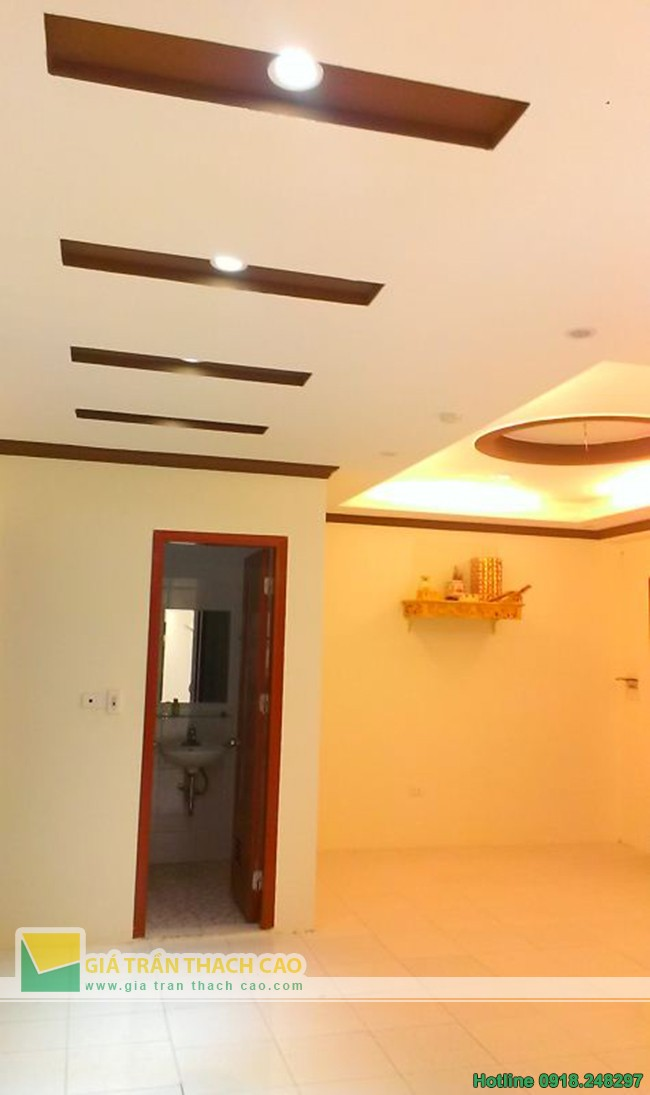 GIÁ TRẦN THẠCH CAO
www.gia tran thach cao.com
Hotline 0918.248297